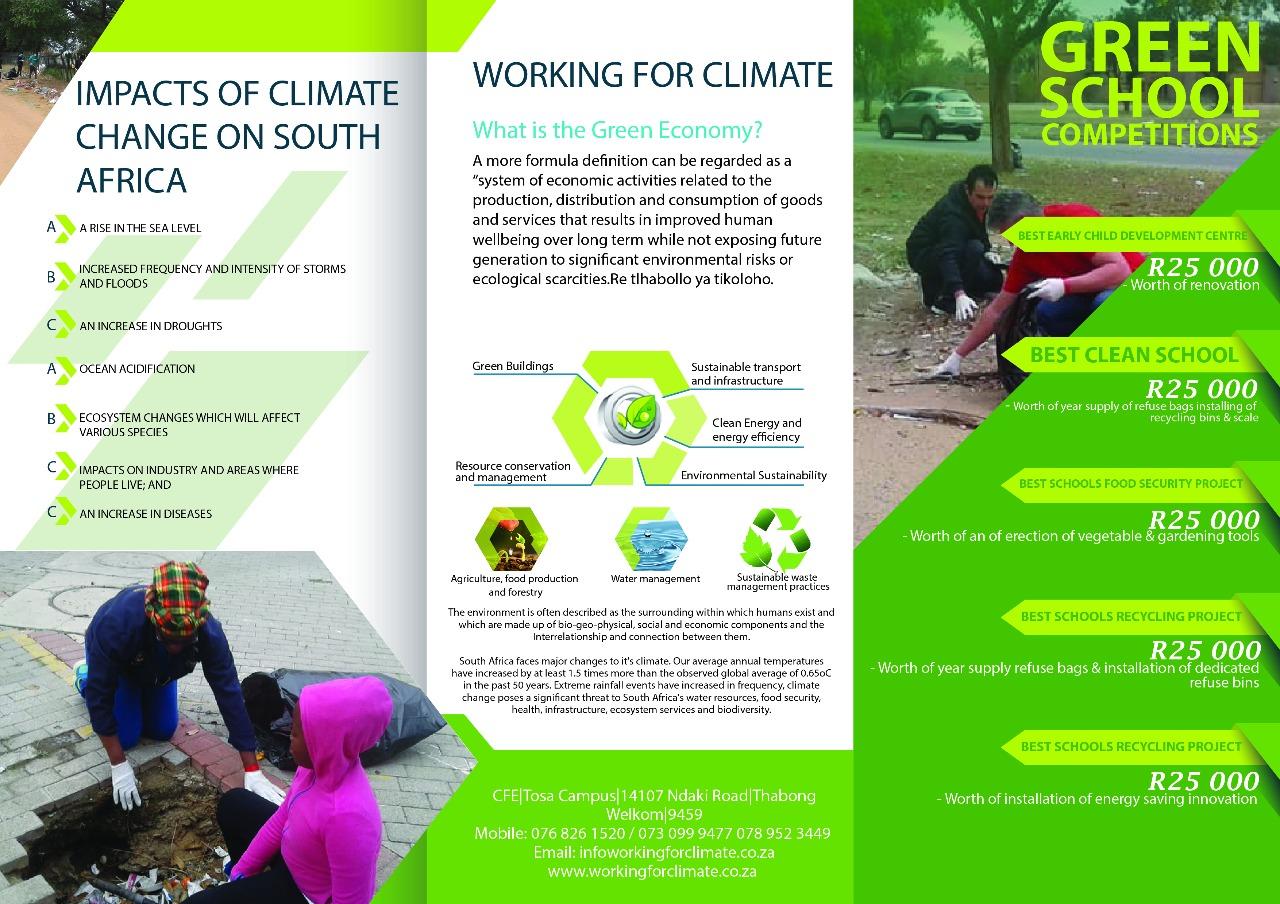 IMPACTS OF CLIMATE
CHANGE ON SOUTH
AFRICA
A A RISE IN THE SEA LEVEL
B INCREASED FREQUENCY AND INTENSITY OF STORMS
AND FLOODS
C AN INCREASE IN DROUGHTS
A OCEAN ACIDIFICATION
B ECOSYSTEM CHANGES WHICH WILL AFFECT
VARIOUS SPECIES
C IMPACTS ON INDUSTRY AND AREAS WHERE
PEOPLE LIVE; AND
C AN INCREASE IN DISEASES
WORKING FOR CLIMATE
What is the Green Economy?
A more formula definition can be regarded as a
“system of economic activities related to the
production, distribution and consumption of goods
and services that results in improved human
wellbeing over long term while not exposing future
generation to significant environmental risks or
ecological scarcities.Re tlhabollo ya tikoloho.
Green Buildings
Sustainable transport
and infrastructure
Clean Energy and
energy efficiency
Resource conservation
and management
Environmental Sustainability
Agriculture, food production
and forestry
Water management
Sustainable waste
management practices
The environment is often described as the surrounding within which humans exist and
which are made up of bio-geo-physical, social and economic components and the
Interrelationship and connection between them.
South Africa faces major changes to it's climate. Our average annual temperatures
have increased by at least 1.5 times more than the observed global average of 0.65oC
in the past 50 years. Extreme rainfall events have increased in frequency, climate
change poses a significant threat to South Africa's water resources, food security,
health, infrastructure, ecosystem services and biodiversity.
CFE|Tosa Campus|14107 Ndaki Road|Thabong
Welkom|9459
Mobile: 076 826 1520 / 073 099 9477 078 952 3449
Email: infoworkingforclimate.co.za
www.workingforclimate.co.za
GREEN
SCHOOL
COMPETITIONS
BEST EARLY CHILD DEVELOPMENT CENTRE
R25 000
- Worth of renovation
BEST CLEAN SCHOOL
R25 000
- Worth of year supply of refuse bags installing of
recycling bins & scale
BEST SCHOOLS FOOD SECURITY PROJECT
R25 000
- Worth of an of erection of vegetable & gardening tools
BEST SCHOOLS RECYCLING PROJECT
R25 000
- Worth of year supply refuse bags & installation of dedicated
refuse bins
BEST SCHOOLS RECYCLING PROJECT
R25 000
- Worth of installation of energy saving innovation